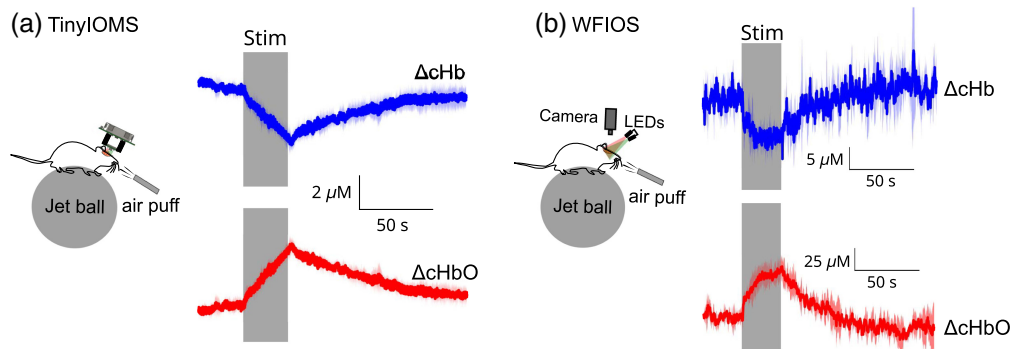 (a) TinyIOMS
Stim
ΔcHb
Jet ball
air puff
2 μM
50 s
ΔcHbO
(b) WFIOS
Stim
Camera
LEDs
ΔcHb
5 μM
50 s
Jet ball
air puff
25 μM
50 s
ΔcHbO